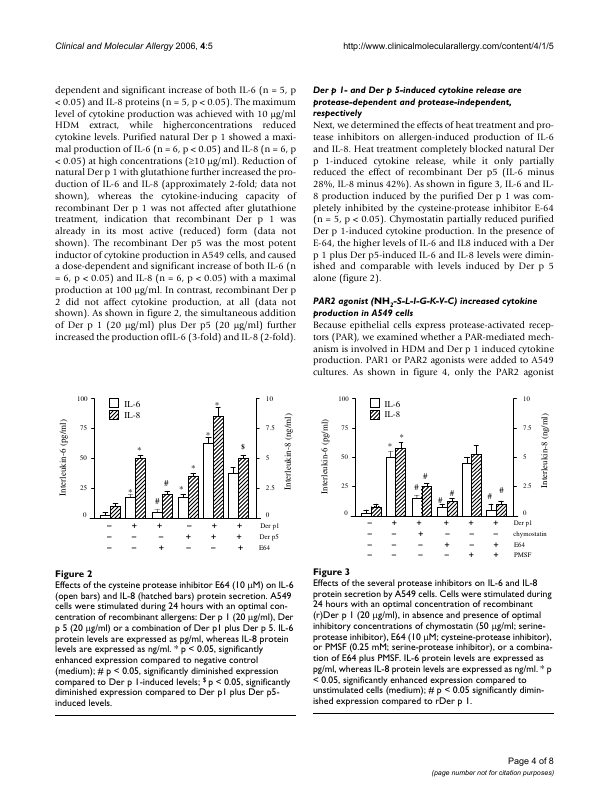 Clinical and Molecular Allergy 2006, 4:5
http://www.clinicalmolecularallergy.com/content/4/1/5
dependent and significant increase of both IL-6 (n = 5, p
< 0.05) and IL-8 proteins (n = 5, p < 0.05). The maximum
level of cytokine production was achieved with 10 μg/ml
HDM extract, while higherconcentrations reduced
cytokine levels. Purified natural Der p 1 showed a maxi-
mal production of IL-6 (n = 6, p < 0.05) and IL-8 (n = 6, p
< 0.05) at high concentrations (≥10 μg/ml). Reduction of
natural Der p 1 with glutathione further increased the pro-
duction of IL-6 and IL-8 (approximately 2-fold; data not
shown), whereas the cytokine-inducing capacity of
recombinant Der p 1 was not affected after glutathione
treatment, indication that recombinant Der p 1 was
already in its most active (reduced) form (data not
shown). The recombinant Der p5 was the most potent
inductor of cytokine production in A549 cells, and caused
a dose-dependent and significant increase of both IL-6 (n
= 6, p < 0.05) and IL-8 (n = 6, p < 0.05) with a maximal
production at 100 μg/ml. In contrast, recombinant Der p
2 did not affect cytokine production, at all (data not
shown). As shown in figure 2, the simultaneous addition
of Der p 1 (20 μg/ml) plus Der p5 (20 μg/ml) further
increased the production ofIL-6 (3-fold) and IL-8 (2-fold).
Der p 1- and Der p 5-induced cytokine release are
protease-dependent and protease-independent,
respectively
Next, we determined the effects of heat treatment and pro-
tease inhibitors on allergen-induced production of IL-6
and IL-8. Heat treatment completely blocked natural Der
p 1-induced cytokine release, while it only partially
reduced the effect of recombinant Der p5 (IL-6 minus
28%, IL-8 minus 42%). As shown in figure 3, IL-6 and IL-
8 production induced by the purified Der p 1 was com-
pletely inhibited by the cysteine-protease inhibitor E-64
(n = 5, p < 0.05). Chymostatin partially reduced purified
Der p 1-induced cytokine production. In the presence of
E-64, the higher levels of IL-6 and IL8 induced with a Der
p 1 plus Der p5-induced IL-6 and IL-8 levels were dimin-
ished and comparable with levels induced by Der p 5
alone (figure 2).
PAR2 agonist (NH2-S-L-I-G-K-V-C) increased cytokine
production in A549 cells
Because epithelial cells express protease-activated recep-
tors (PAR), we examined whether a PAR-mediated mech-
anism is involved in HDM and Der p 1 induced cytokine
production. PAR1 or PAR2 agonists were added to A549
cultures. As shown in figure 4, only the PAR2 agonist
100
75
50
25
0
Interleukin-6 (pg/ml)
IL-6
IL-8
* * # # * * * * $
10
7.5
5
2.5
0
Interleukin-8 (ng/ml)
– + + – + + Der p1
– – – + + + Der p5
– – + – – + E64
Figure 2
Effects of the cysteine protease inhibitor E64 (10 μM) on IL-6
(open bars) and IL-8 (hatched bars) protein secretion. A549
cells were stimulated during 24 hours with an optimal con-
centration of recombinant allergens: Der p 1 (20 μg/ml), Der
p 5 (20 μg/ml) or a combination of Der p1 plus Der p 5. IL-6
protein levels are expressed as pg/ml, whereas IL-8 protein
levels are expressed as ng/ml. * p < 0.05, significantly
enhanced expression compared to negative control
(medium); # p < 0.05, significantly diminished expression
compared to Der p 1-induced levels; $ p < 0.05, significantly
diminished expression compared to Der p1 plus Der p5-
induced levels.
100
75
50
25
0
Interleukin-6 (pg/ml)
IL-6
IL-8
* * # # # # # #
10
7.5
5
2.5
0
Interleukin-8 (ng/ml)
– + + + + + Der p1
– – + – – – chymostatin
– – – + – + E64
– – – – + + PMSF
Figure 3
Effects of the several protease inhibitors on IL-6 and IL-8
protein secretion by A549 cells. Cells were stimulated during
24 hours with an optimal concentration of recombinant
(r)Der p 1 (20 μg/ml), in absence and presence of optimal
inhibitory concentrations of chymostatin (50 μg/ml; serine-
protease inhibitor), E64 (10 μM; cysteine-protease inhibitor),
or PMSF (0.25 mM; serine-protease inhibitor), or a combina-
tion of E64 plus PMSF. IL-6 protein levels are expressed as
pg/ml, whereas IL-8 protein levels are expressed as ng/ml. * p
< 0.05, significantly enhanced expression compared to
unstimulated cells (medium); # p < 0.05 significantly dimin-
ished expression compared to rDer p 1.
Page 4 of 8
(page number not for citation purposes)